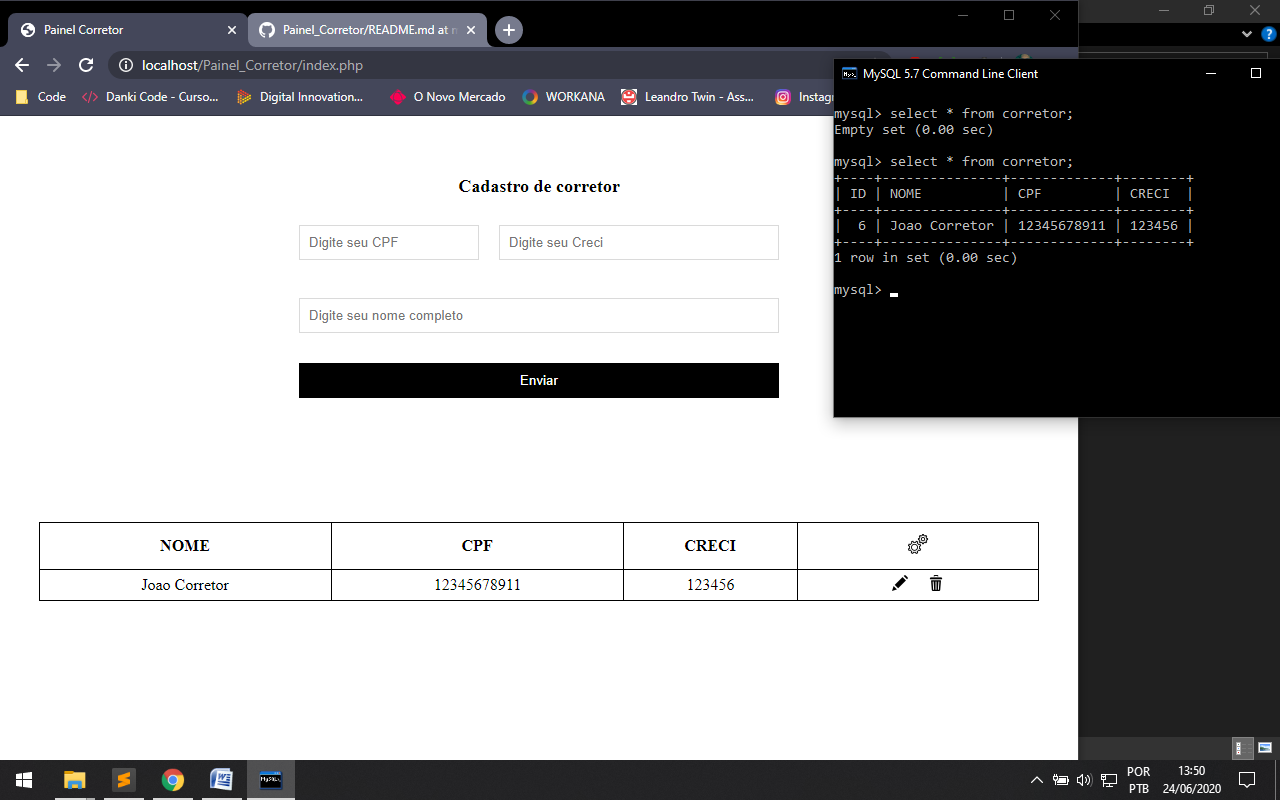 Painel Corretor
Painel_Corretor/README.md at
localhost/Painel_Corretor/index.php
Code
Danki Code - Curso...
Digital Innovation...
O Novo Mercado
WORKANA
Leandro Twin - Ass...
Instagr
Cadastro de corretor
Digite seu CPF
Digite seu Creci
Digite seu nome completo
Enviar
NOME CPF CRECI
Joao Corretor 12345678911 123456
MySQL 5.7 Command Line Client
mysql> select * from corretor;
Empty set (0.00 sec)
mysql> select * from corretor;
+----+---------------+-------------+--------+
| ID | NOME          | CPF         | CRECI  |
+----+---------------+-------------+--------+
|  6 | Joao Corretor | 12345678911 | 123456 |
+----+---------------+-------------+--------+
1 row in set (0.00 sec)
mysql>
POR
PTB
13:50
24/06/2020